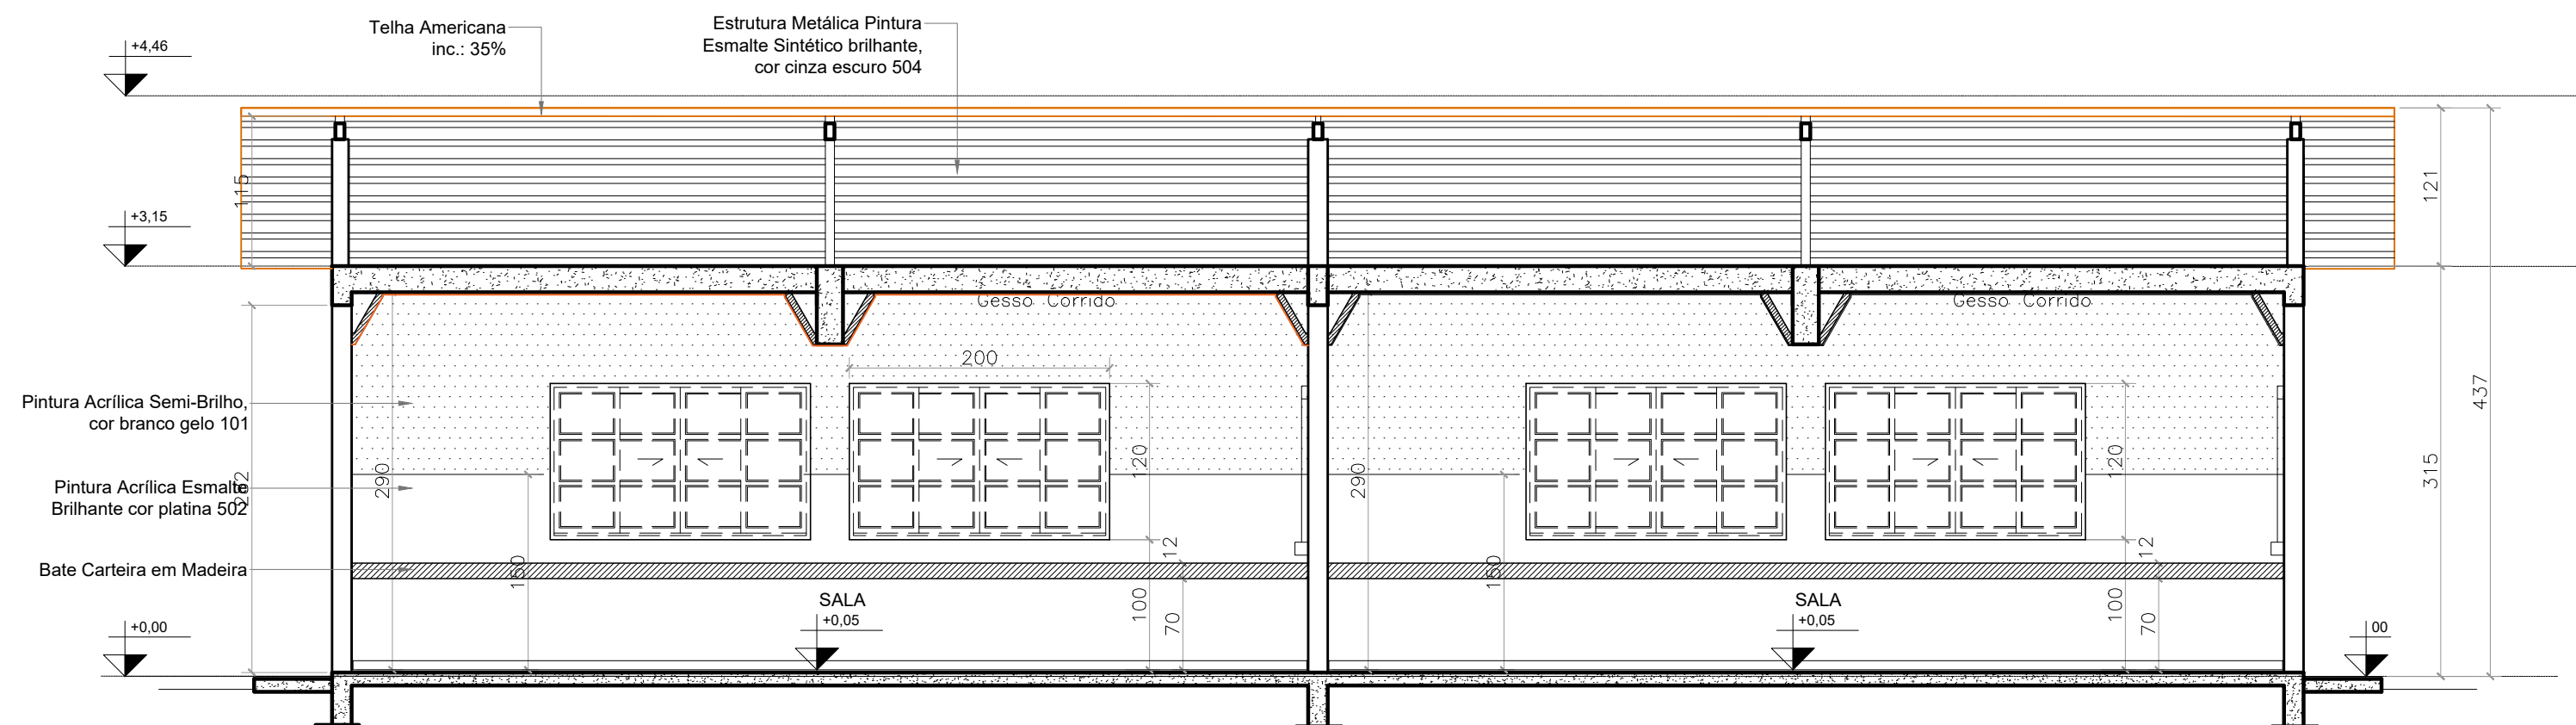 Telha Americana
inc.: 35%
Estrutura Metálica Pintura
Esmalte Sintético brilhante,
cor cinza escuro 504
+4,46
+3,15
115
121
437
315
Gesso Corrido
Gesso Corrido
200
Pintura Acrílica Semi-Brilho,
cor branco gelo 101
Pintura Acrílica Esmalte
Brilhante cor platina 502
Bate Carteira em Madeira
290
150
120
12
100
70
290
150
120
12
100
70
SALA
+0,05
SALA
+0,05
+0,00
00